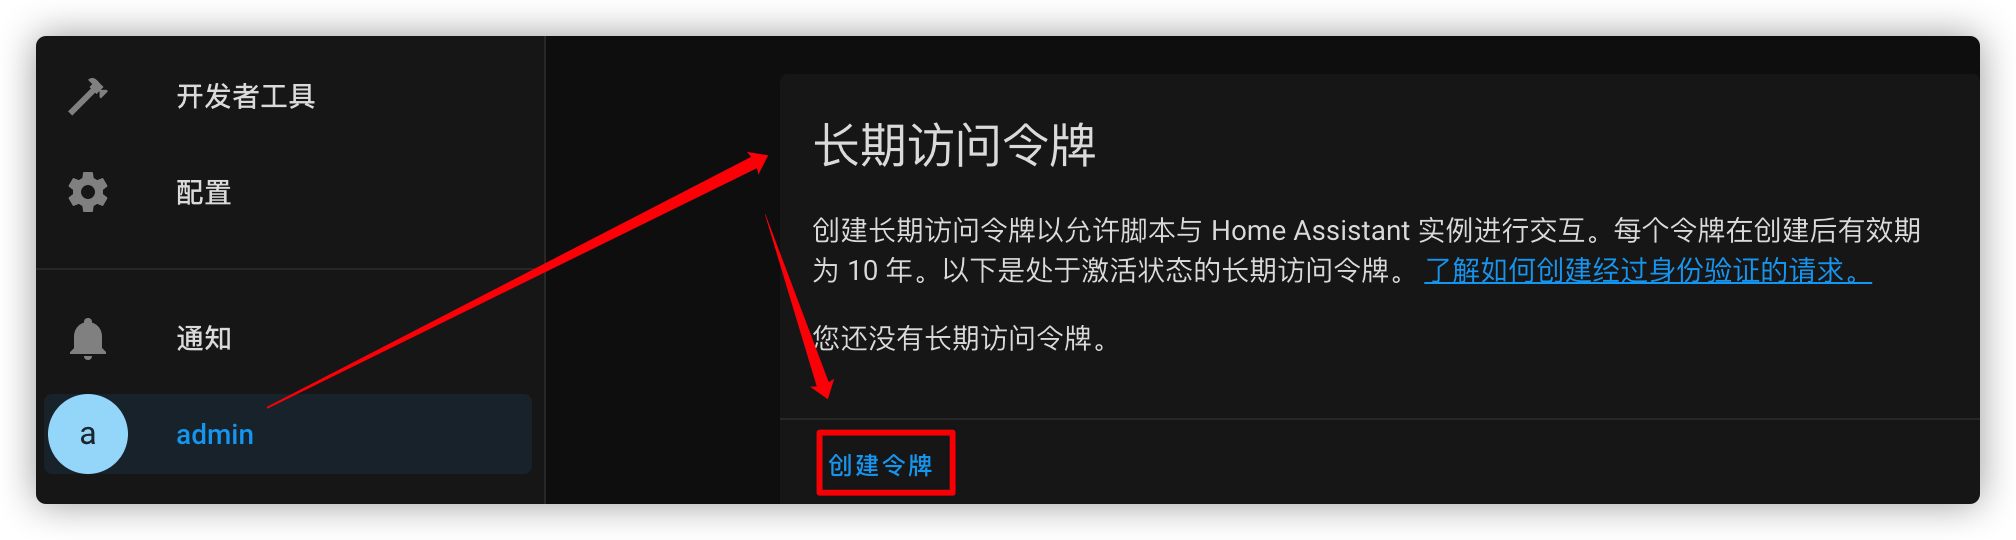 开发者工具
配置
通知
a
admin
长期访问令牌
创建长期访问令牌以允许脚本与 Home Assistant 实例进行交互。每个令牌在创建后有效期
为 10 年。以下是处于激活状态的长期访问令牌。 了解如何创建经过身份验证的请求。
您还没有长期访问令牌。
创建令牌